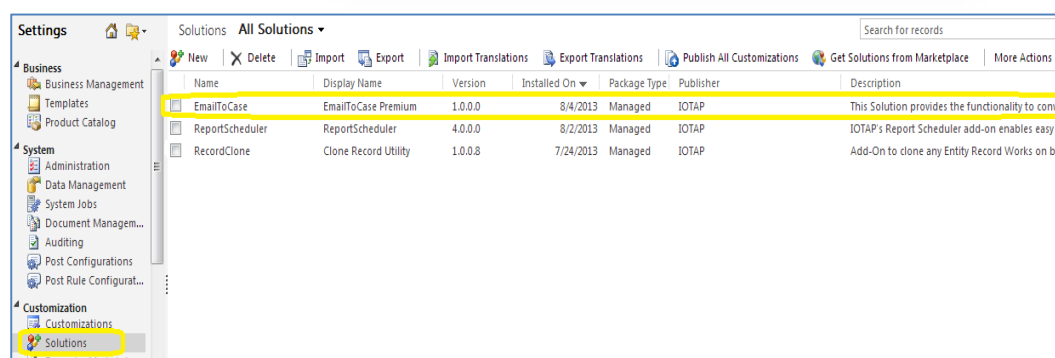 Settings
Solutions All Solutions
Search for records
New Delete Import Export Import Translations Export Translations Publish All Customizations Get Solutions from Marketplace More Actions
Name Display Name Version Installed On Package Type Publisher Description
EmailToCase EmailToCase Premium 1.0.0.0 8/4/2013 Managed IOTAP This Solution provides the functionality to
ReportScheduler ReportScheduler 4.0.0.0 8/2/2013 Managed IOTAP IOTAP's Report Scheduler add-on enables easy
RecordClone Clone Record Utility 1.0.0.8 7/24/2013 Managed IOTAP Add-On to clone any Entity Record Works on
Business
Business Management
Templates
Product Catalog
System
Administration
Data Management
System Jobs
Document Managem...
Auditing
Post Configurations
Post Rule Configurat...
Customization
Customizations
Solutions